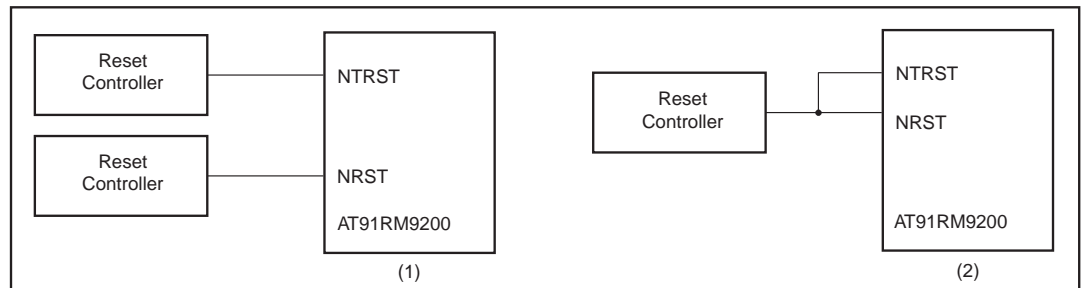 Reset
Controller
NTRST
Reset
Controller
NRST
AT91RM9200
(1)
Reset
Controller
NTRST
NRST
AT91RM9200
(2)